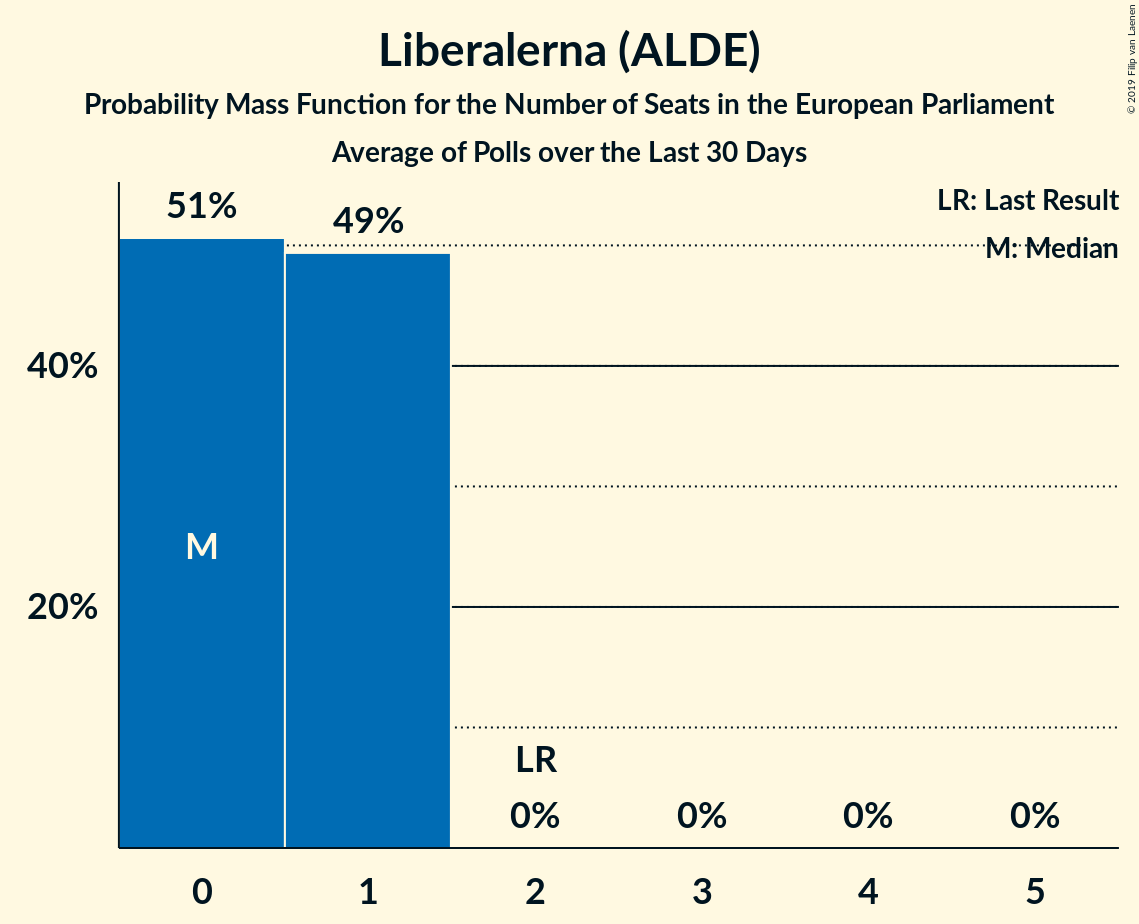 Liberalerna (ALDE)
Probability Mass Function for the Number of Seats in the European Parliament
Average of Polls over the Last 30 Days
© 2019 Filip van Laenen
LR: Last Result
M: Median
51%
49%
40%
M
20%
LR
0%
0%
0%
0%
0
1
2
3
4
5